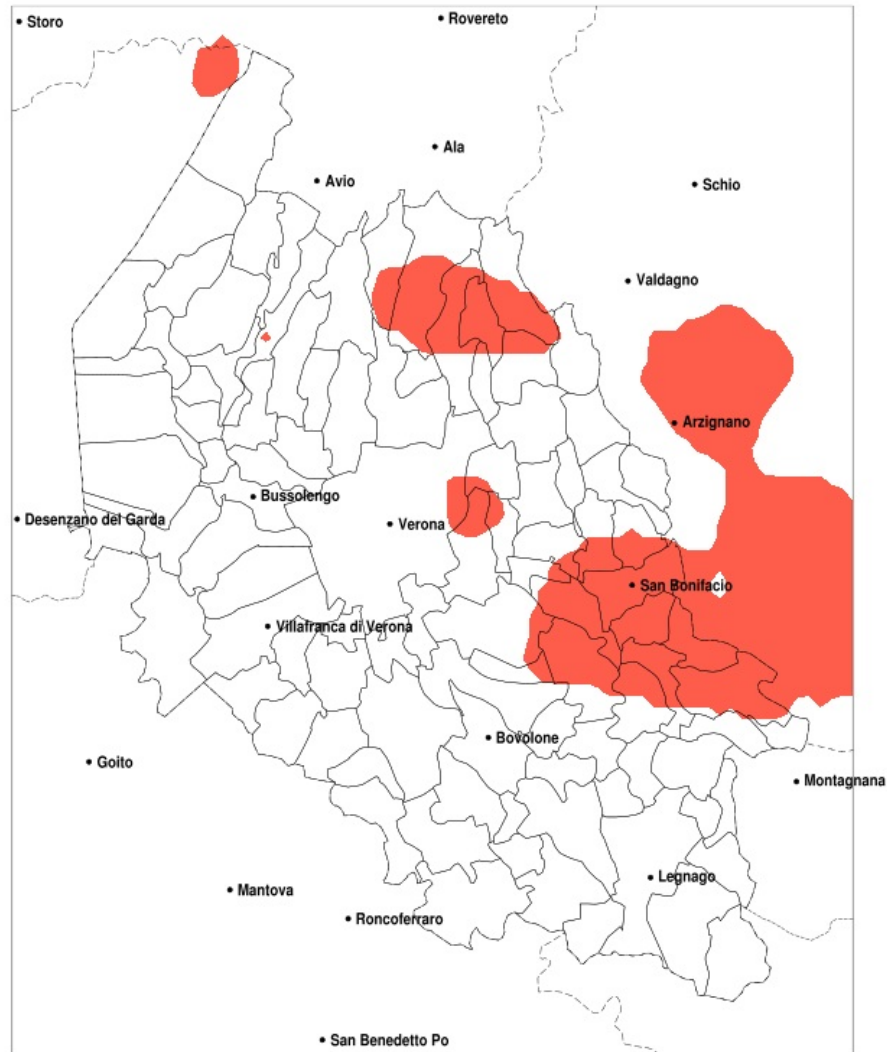 Storo
Rovereto
Ala
Avio
Schio
Valdagno
Arzignano
Bussolengo
Desenzano del Garda
Verona
San Bonifacio
Villafranca di Verona
Bovolone
Goito
Montagnana
Legnago
Mantova
Roncoferraro
San Benedetto Po